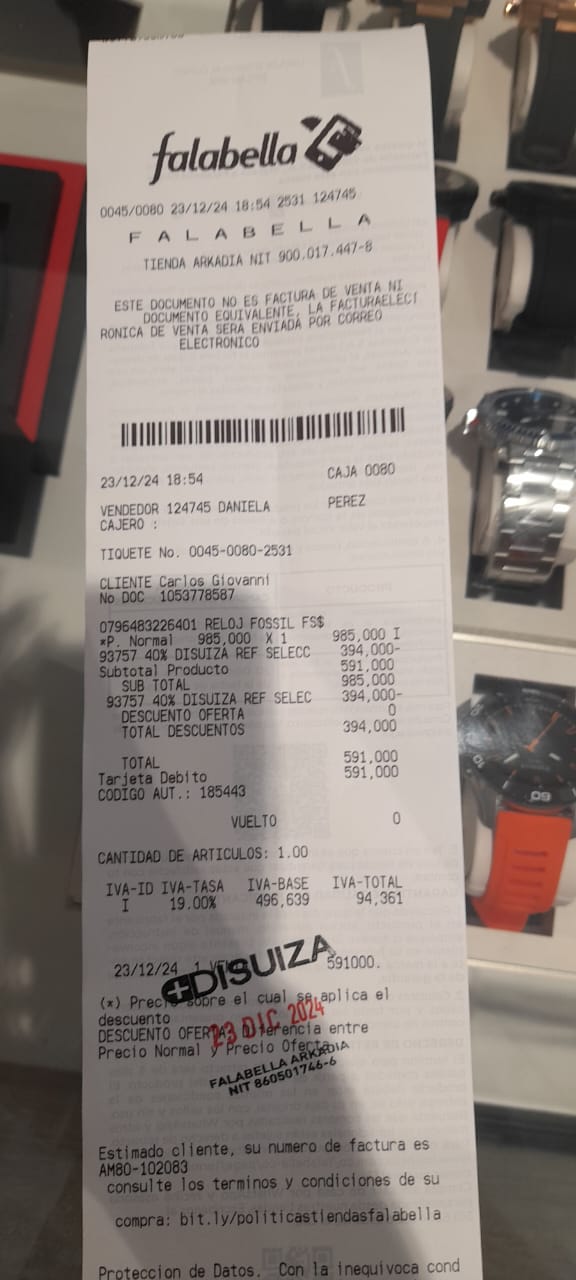 falabella
0045/0080 23/12/24 18:54 2531 124745
F A L A B E L L A
TIENDA ARKADIA NIT 900.017.447-8
ESTE DOCUMENTO NO ES FACTURA DE VENTA NI
DOCUMENTO EQUIVALENTE, LA FACTURAELECT
RONICA DE VENTA SERA ENVIADA POR CORREO
ELECTRONICO
23/12/24 18:54 CAJA 0080
VENDEDOR 124745 DANIELA PEREZ
CAJERO :
TIQUETE No. 0045-0080-2531
CLIENTE Carlos Giovanni
No DOC 1053778587
0796483226401 RELOJ FOSSIL FS$
*P. Normal 985,000 X 1 985,000 I
93757 40% DISUIZA REF SELECC 394,000-
Subtotal Producto 591,000
SUB TOTAL 985,000
93757 40% DISUIZA REF SELEC 394,000-
DESCUENTO OFERTA 0
TOTAL DESCUENTOS 394,000
TOTAL 591,000
Tarjeta Debito 591,000
CODIGO AUT.: 185443
VUELTO 0
CANTIDAD DE ARTICULOS: 1.00
IVA-ID IVA-TASA IVA-BASE IVA-TOTAL
I 19.00% 496,639 94,361
23/12/24 1 591000.
DISUIZA
(*) Precio sobre el cual se aplica el
descuento
23 DIC 2024
DESCUENTO OFERTA: Diferencia entre
Precio Normal y Precio Oferta
FALABELLA ARKADIA
NIT 860501746-6
Estimado cliente, su numero de factura es
AM80-102083
consulte los terminos y condiciones de su
compra: bit.ly/politicastiendasfalabella
Proteccion de Datos. Con la inequivoca cond